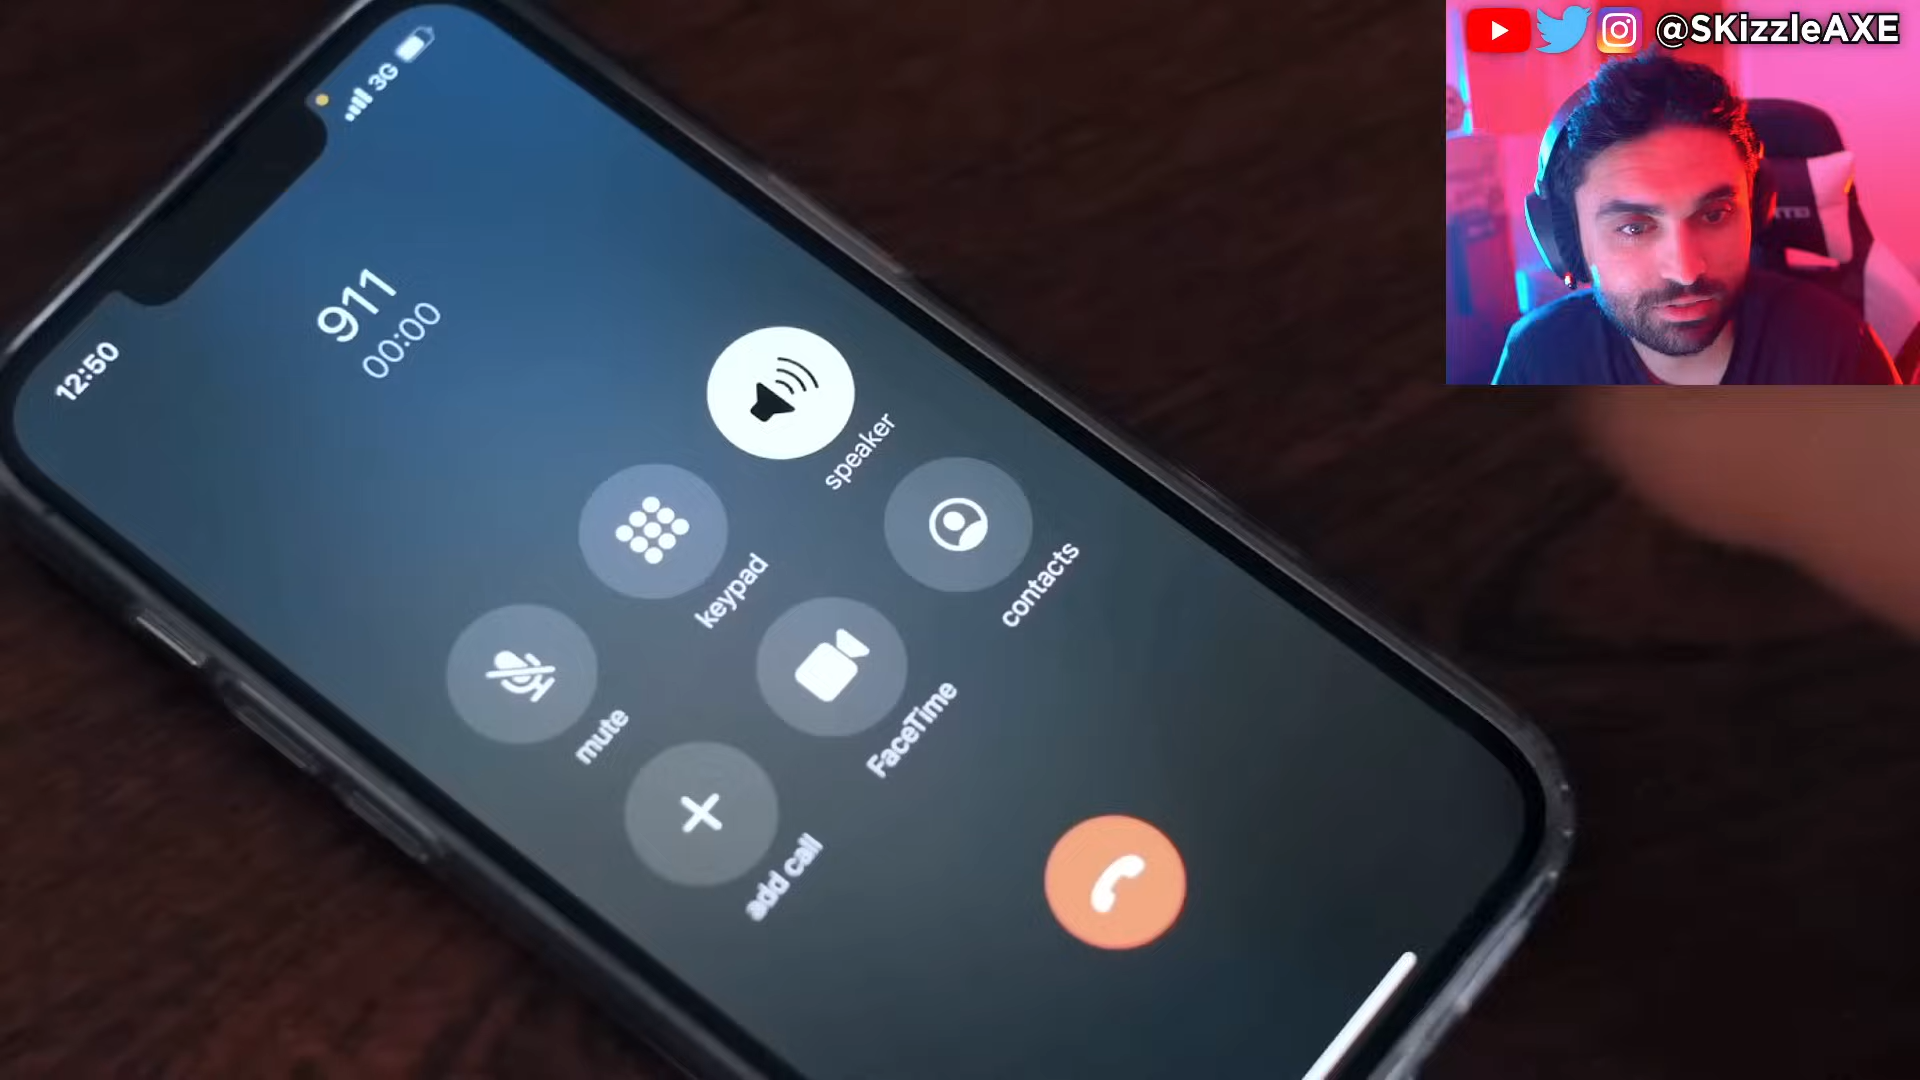 @SKizzleAXE
3G
12:50
911
00:00
speaker
keypad
contacts
mute
FaceTime
add call